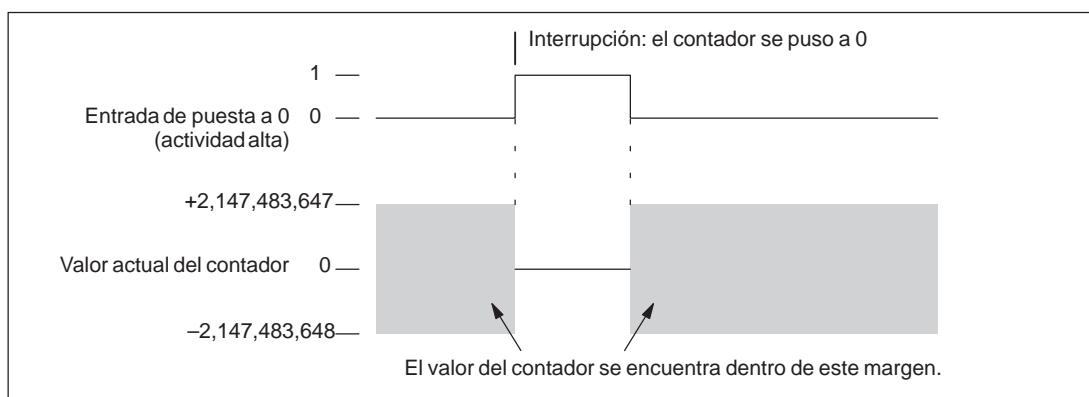 Interrupción: el contador se puso a 0
1
Entrada de puesta a 0 0
(actividad alta)
+2,147,483,647
Valor actual del contador 0
–2,147,483,648
El valor del contador se encuentra dentro de este margen.